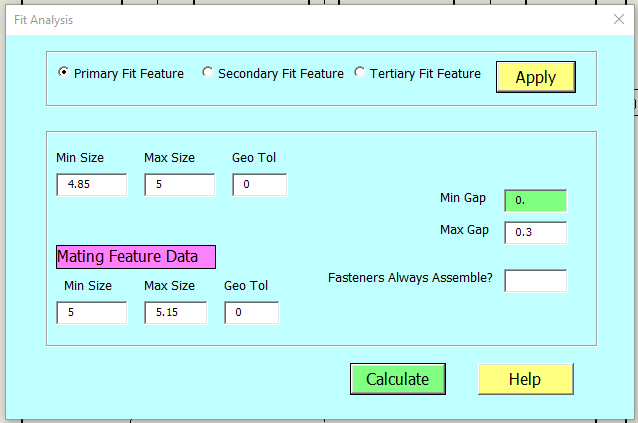 Fit Analysis
Primary Fit Feature Secondary Fit Feature Tertiary Fit Feature Apply
Min Size Max Size Geo Tol
4.85 5 0
Min Gap 0.
Max Gap 0.3
Mating Feature Data
Fasteners Always Assemble?
Min Size Max Size Geo Tol
5 5.15 0
Calculate Help